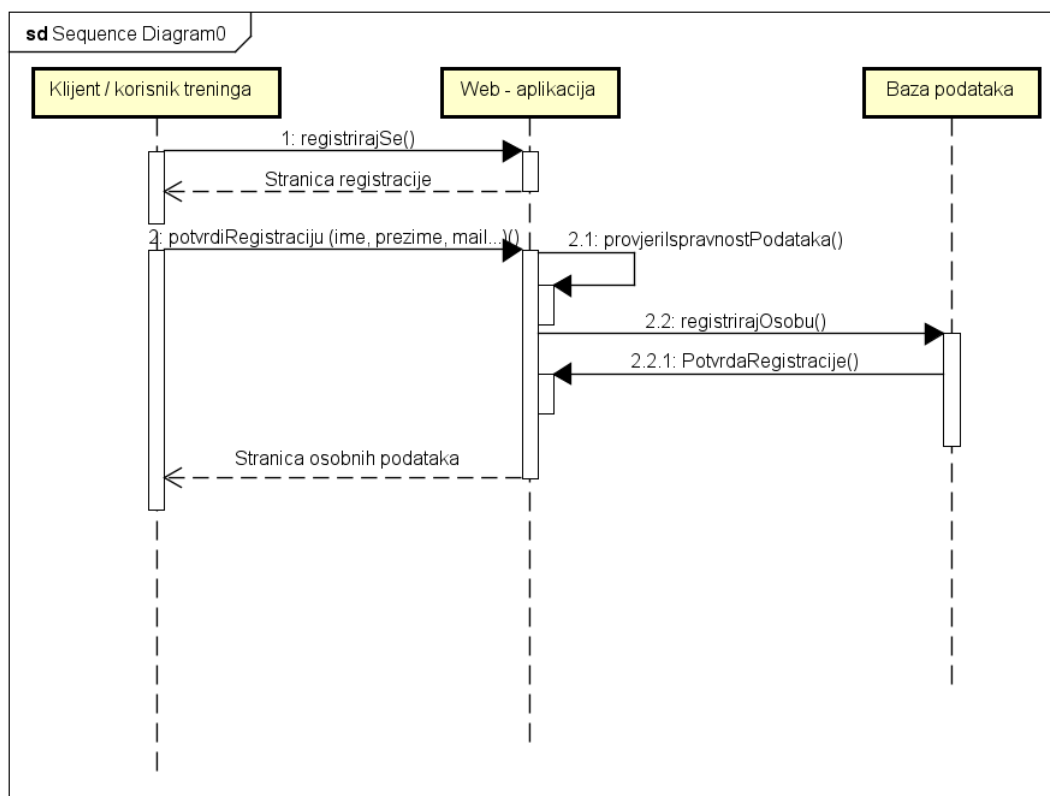 sd Sequence Diagram0
Klijent / korisnik treninga
Web - aplikacija
Baza podataka
1: registrirajSe()
Stranica registracije
2: potvrdiRegistraciju (ime, prezime, mail...)()
2.1: provjeriIspravnostPodataka()
2.2: registrirajOsobu()
2.2.1: PotvrdaRegistracije()
Stranica osobnih podataka